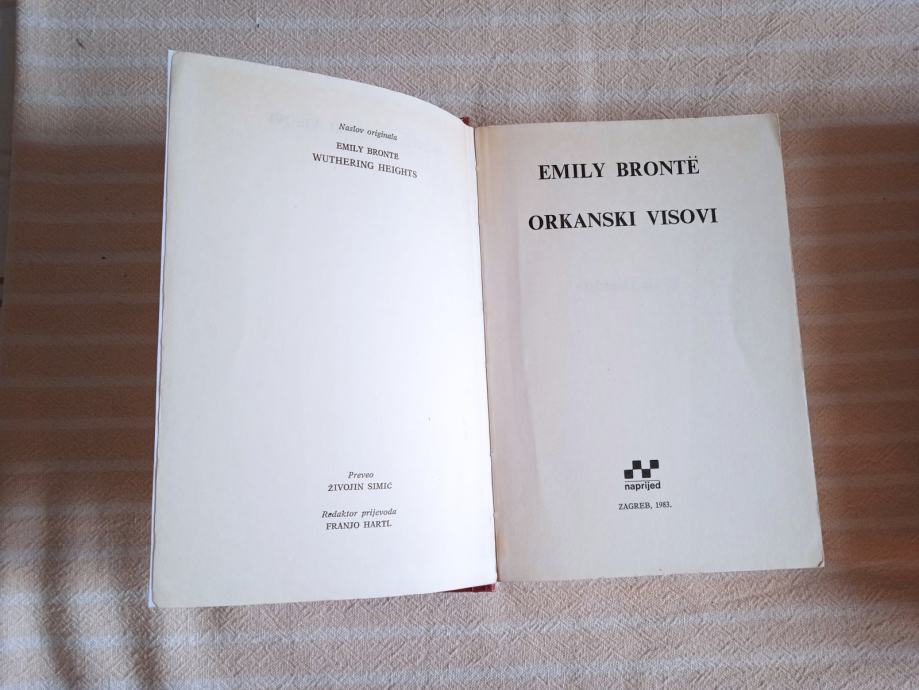 Naslov originala
EMILY BRONTE
WUTHERING HEIGHTS
Preveo
ŽIVOJIN SIMIĆ
Redaktor prijevoda
FRANJO HARTL
EMILY BRONTË
ORKANSKI VISOVI
naprijed
ZAGREB, 1983.